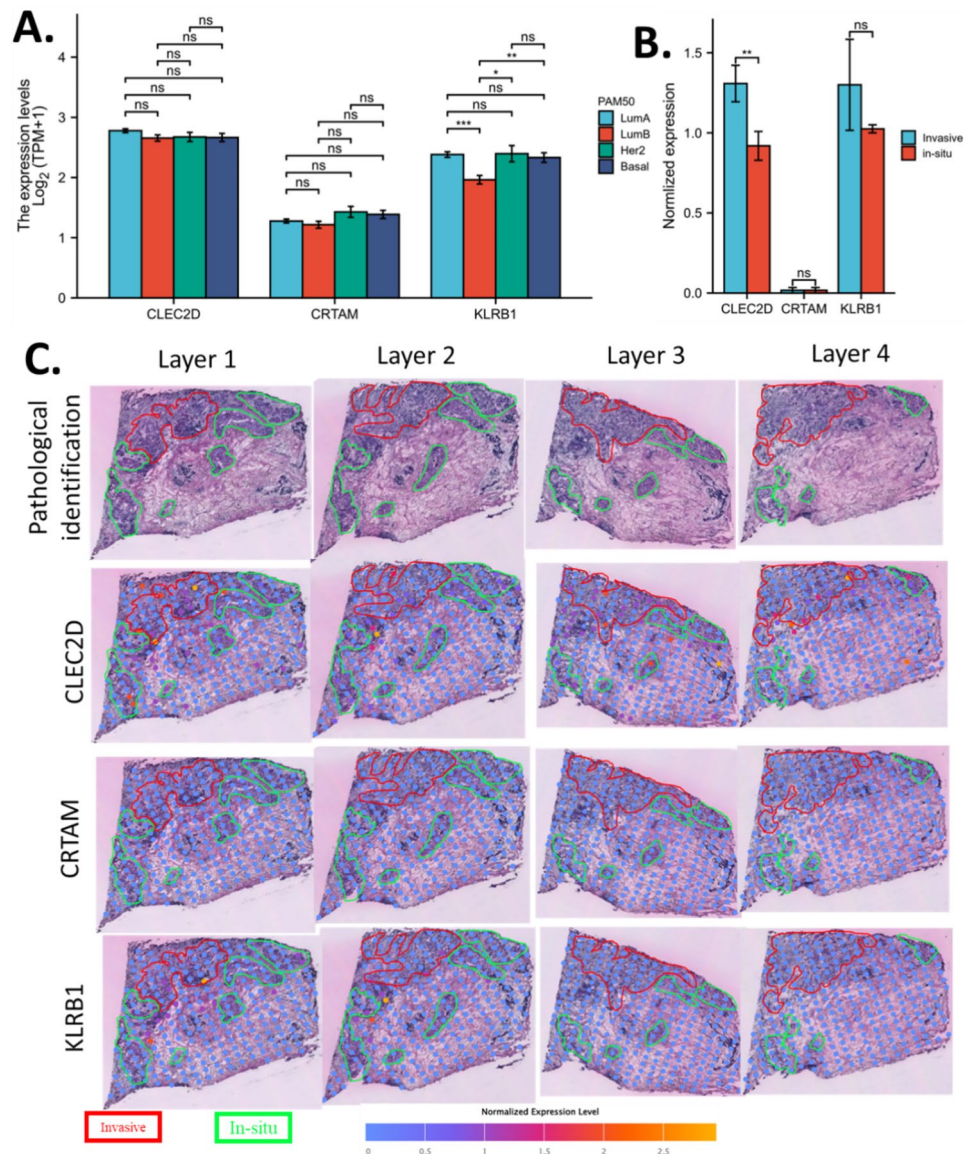 A.
The expression levels
Log2 (TPM+1)
4
3
2
1
0
ns
ns
ns
ns
ns
ns
ns
ns
ns
ns
ns
ns
ns
**
*
ns
ns
***
CLEC2D
CRTAM
KLRB1
PAM50
LumA
LumB
Her2
Basal
B.
Normlized expression
1.5
1.0
0.5
0.0
**
ns
ns
CLEC2D
CRTAM
KLRB1
Invasive
in-situ
C.
Layer 1
Layer 2
Layer 3
Layer 4
Pathological
identification
CLEC2D
CRTAM
KLRB1
Invasive
In-situ
Normalized Expression Level
0
0.5
1
1.5
2
2.5